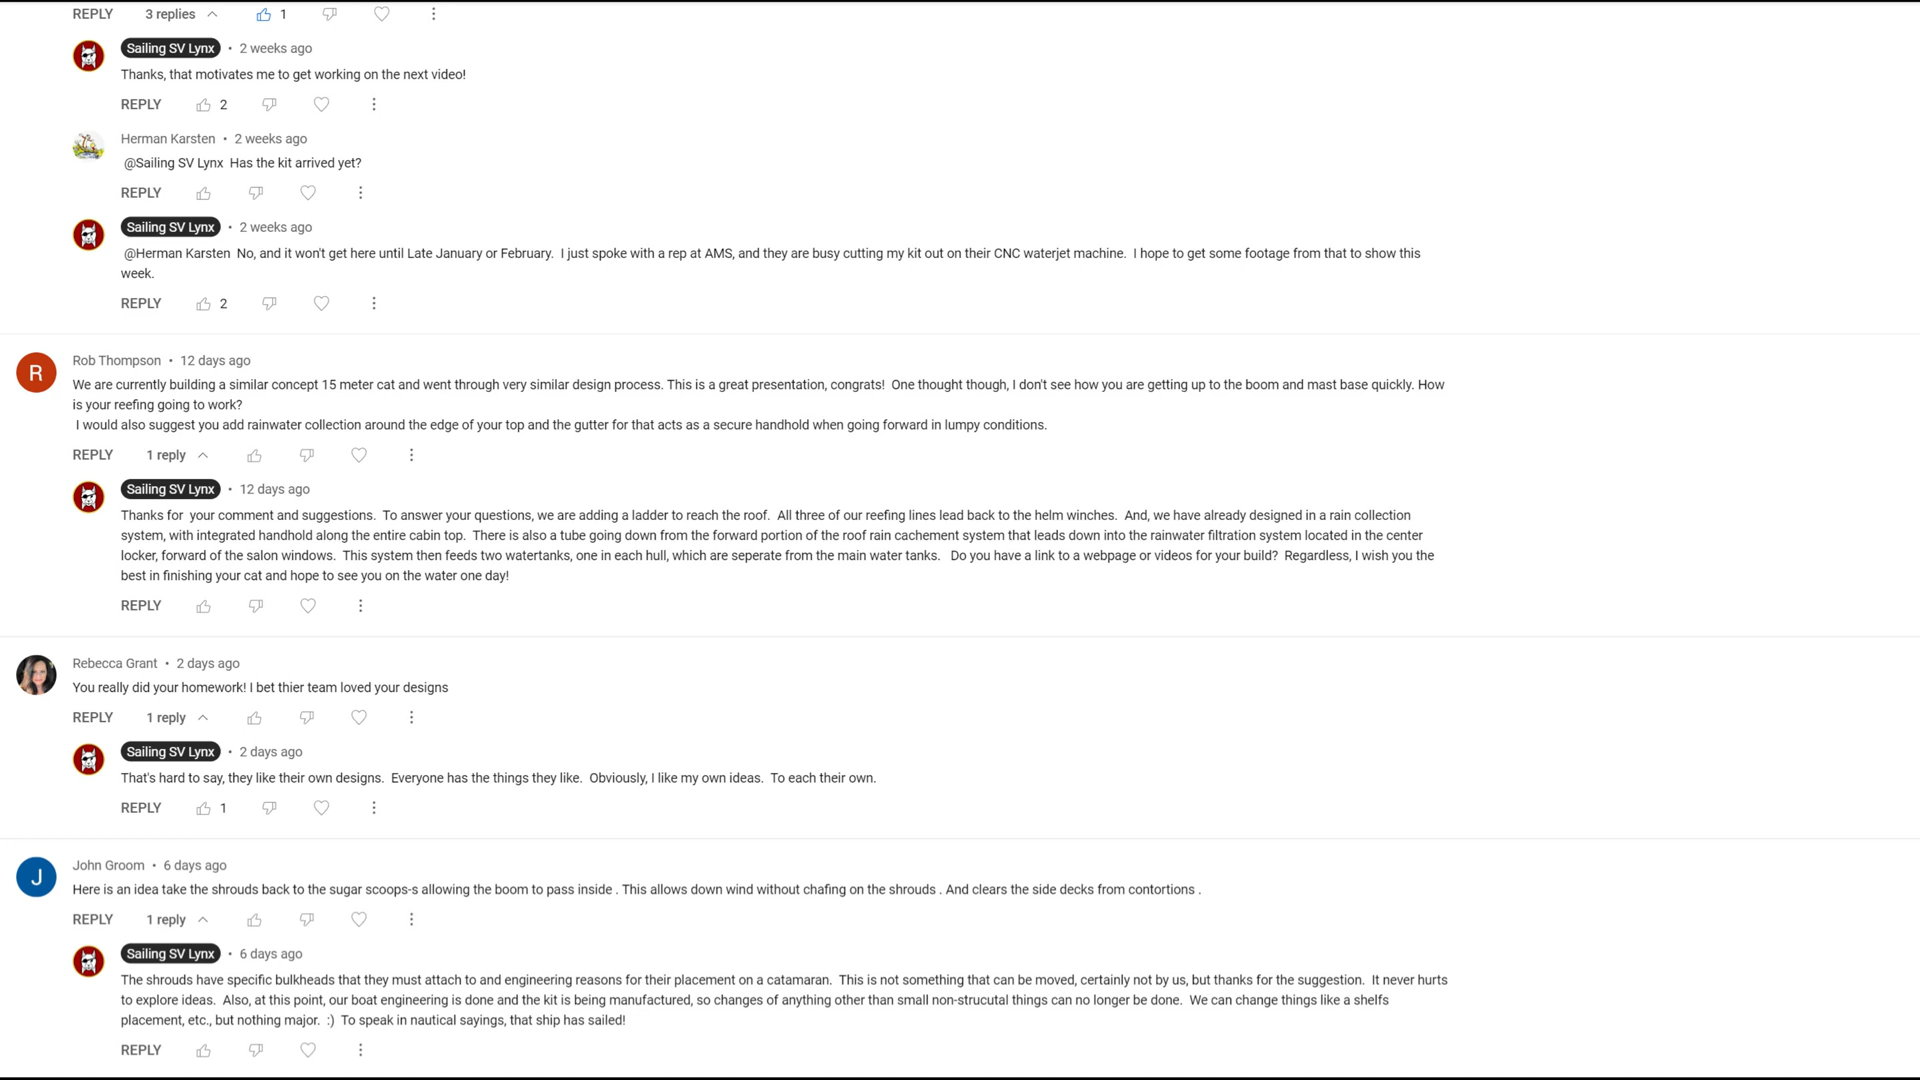 REPLY 3 replies 1
Sailing SV Lynx • 2 weeks ago
Thanks, that motivates me to get working on the next video!
REPLY 2
Herman Karsten • 2 weeks ago
@Sailing SV Lynx Has the kit arrived yet?
REPLY
Sailing SV Lynx • 2 weeks ago
@Herman Karsten No, and it won't get here until Late January or February. I just spoke with a rep at AMS, and they are busy cutting my kit out on their CNC waterjet machine. I hope to get some footage from that to show this
week.
REPLY 2
R
Rob Thompson • 12 days ago
We are currently building a similar concept 15 meter cat and went through very similar design process. This is a great presentation, congrats! One thought though, I don't see how you are getting up to the boom and mast base quickly. How
is your reefing going to work?
I would also suggest you add rainwater collection around the edge of your top and the gutter for that acts as a secure handhold when going forward in lumpy conditions.
REPLY 1 reply
Sailing SV Lynx • 12 days ago
Thanks for your comment and suggestions. To answer your questions, we are adding a ladder to reach the roof. All three of our reefing lines lead back to the helm winches. And, we have already designed in a rain collection
system, with integrated handhold along the entire cabin top. There is also a tube going down from the forward portion of the roof rain cachement system that leads down into the rainwater filtration system located in the center
locker, forward of the salon windows. This system then feeds two watertanks, one in each hull, which are seperate from the main water tanks. Do you have a link to a webpage or videos for your build? Regardless, I wish you the
best in finishing your cat and hope to see you on the water one day!
REPLY
Rebecca Grant • 2 days ago
You really did your homework! I bet thier team loved your designs
REPLY 1 reply
Sailing SV Lynx • 2 days ago
That's hard to say, they like their own designs. Everyone has the things they like. Obviously, I like my own ideas. To each their own.
REPLY 1
J
John Groom • 6 days ago
Here is an idea take the shrouds back to the sugar scoops-s allowing the boom to pass inside . This allows down wind without chafing on the shrouds . And clears the side decks from contortions .
REPLY 1 reply
Sailing SV Lynx • 6 days ago
The shrouds have specific bulkheads that they must attach to and engineering reasons for their placement on a catamaran. This is not something that can be moved, certainly not by us, but thanks for the suggestion. It never hurts
to explore ideas. Also, at this point, our boat engineering is done and the kit is being manufactured, so changes of anything other than small non-strucutal things can no longer be done. We can change things like a shelfs
placement, etc., but nothing major. :) To speak in nautical sayings, that ship has sailed!
REPLY